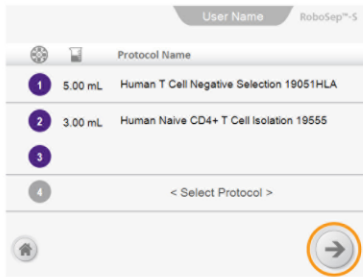 User Name RoboSep™-S
Protocol Name
1 5.00 mL Human T Cell Negative Selection 19051HLA
2 3.00 mL Human Naive CD4+ T Cell Isolation 19555
3
4 < Select Protocol >